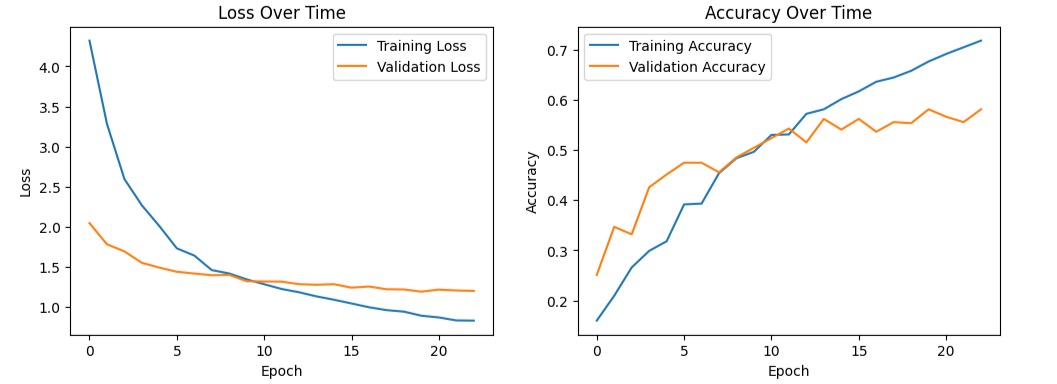 Loss Over Time
Training Loss
Validation Loss
4.0
3.5
3.0
2.5
2.0
1.5
1.0
Loss
0 5 10 15 20
Epoch
Accuracy Over Time
Training Accuracy
Validation Accuracy
0.7
0.6
0.5
0.4
0.3
0.2
Accuracy
0 5 10 15 20
Epoch